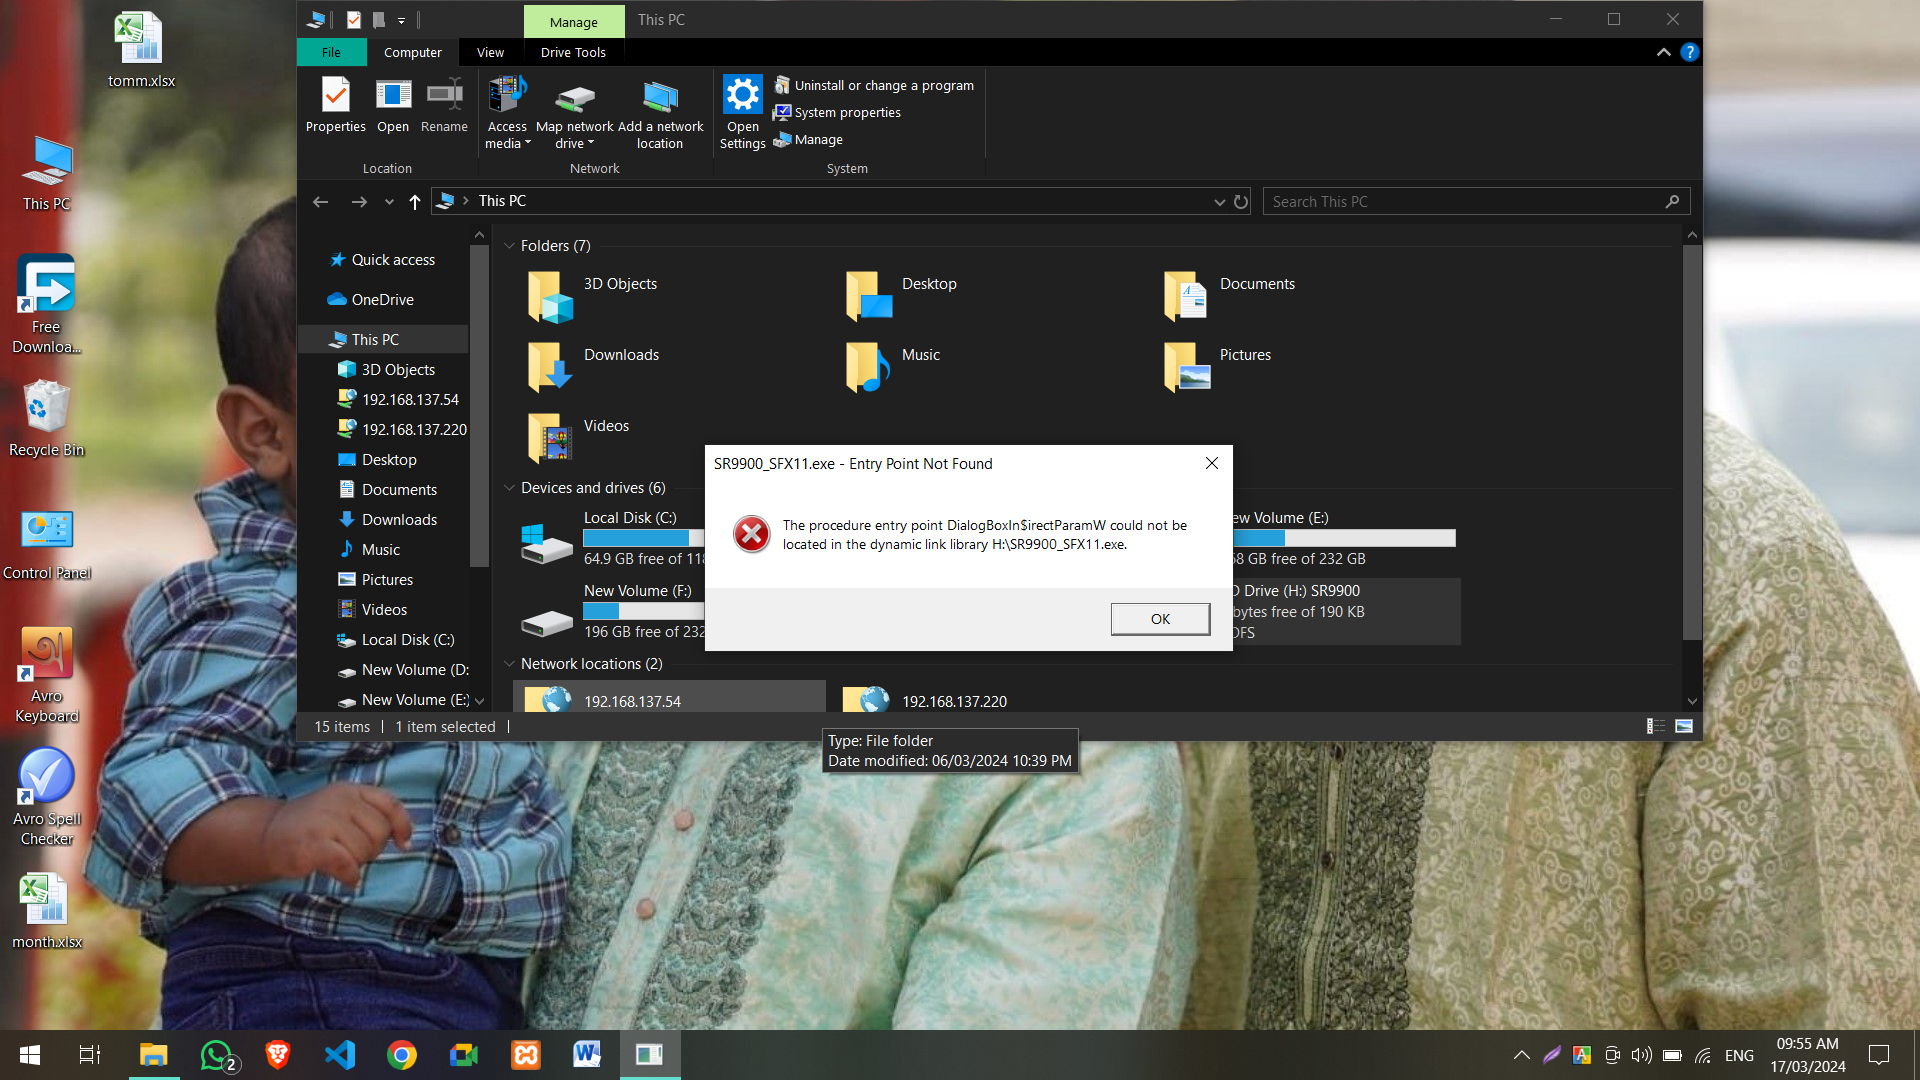 tomm.xlsx
This PC
Free
Downloa...
Recycle Bin
Control Panel
Avro
Keyboard
Avro Spell
Checker
month.xlsx
Manage
This PC
File
Computer
View
Drive Tools
Properties
Open
Rename
Access
media
Map network
drive
Add a network
location
Open
Settings
Uninstall or change a program
System properties
Manage
Location
Network
System
This PC
Search This PC
Quick access
OneDrive
This PC
3D Objects
192.168.137.54
192.168.137.220
Desktop
Documents
Downloads
Music
Pictures
Videos
Local Disk (C:)
New Volume (D:
New Volume (E:)
Folders (7)
3D Objects
Desktop
Documents
Downloads
Music
Pictures
Videos
Devices and drives (6)
Local Disk (C:)
64.9 GB free of 118
ew Volume (E:)
GB free of 232 GB
New Volume (F:)
196 GB free of 232
Drive (H:) SR9900
bytes free of 190 KB
DFS
Network locations (2)
192.168.137.54
192.168.137.220
SR9900_SFX11.exe - Entry Point Not Found
The procedure entry point DialogBoxIn$irectParamW could not be
located in the dynamic link library H:\SR9900_SFX11.exe.
OK
15 items
1 item selected
Type: File folder
Date modified: 06/03/2024 10:39 PM
2
ENG
09:55 AM
17/03/2024